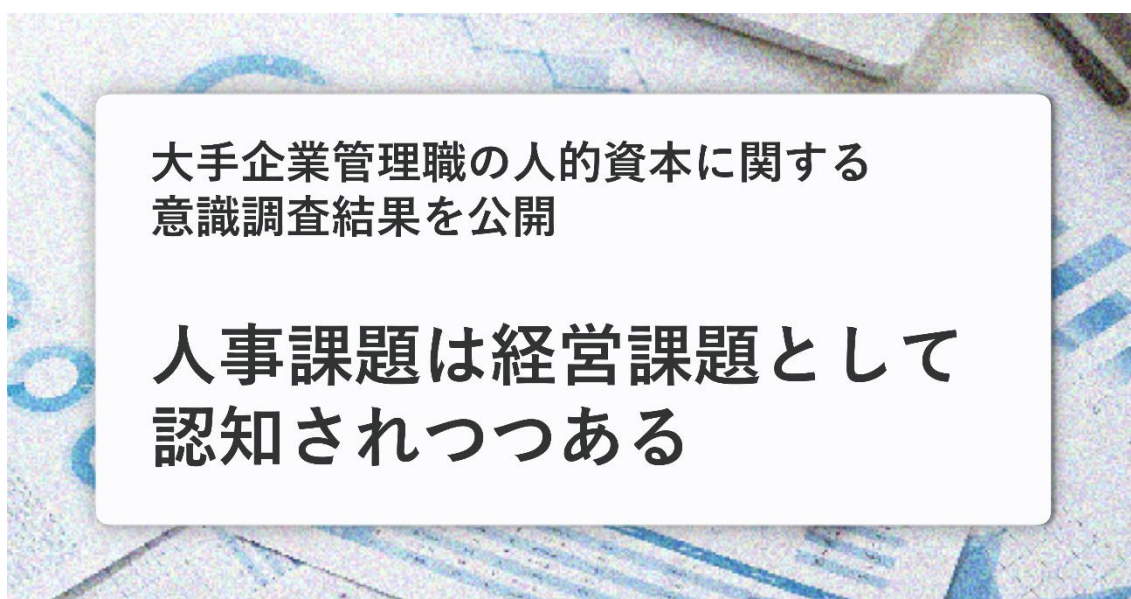 大手企業管理職の人的資本に関する
意識調査結果を公開
人事課題は経営課題として
認知されつつある